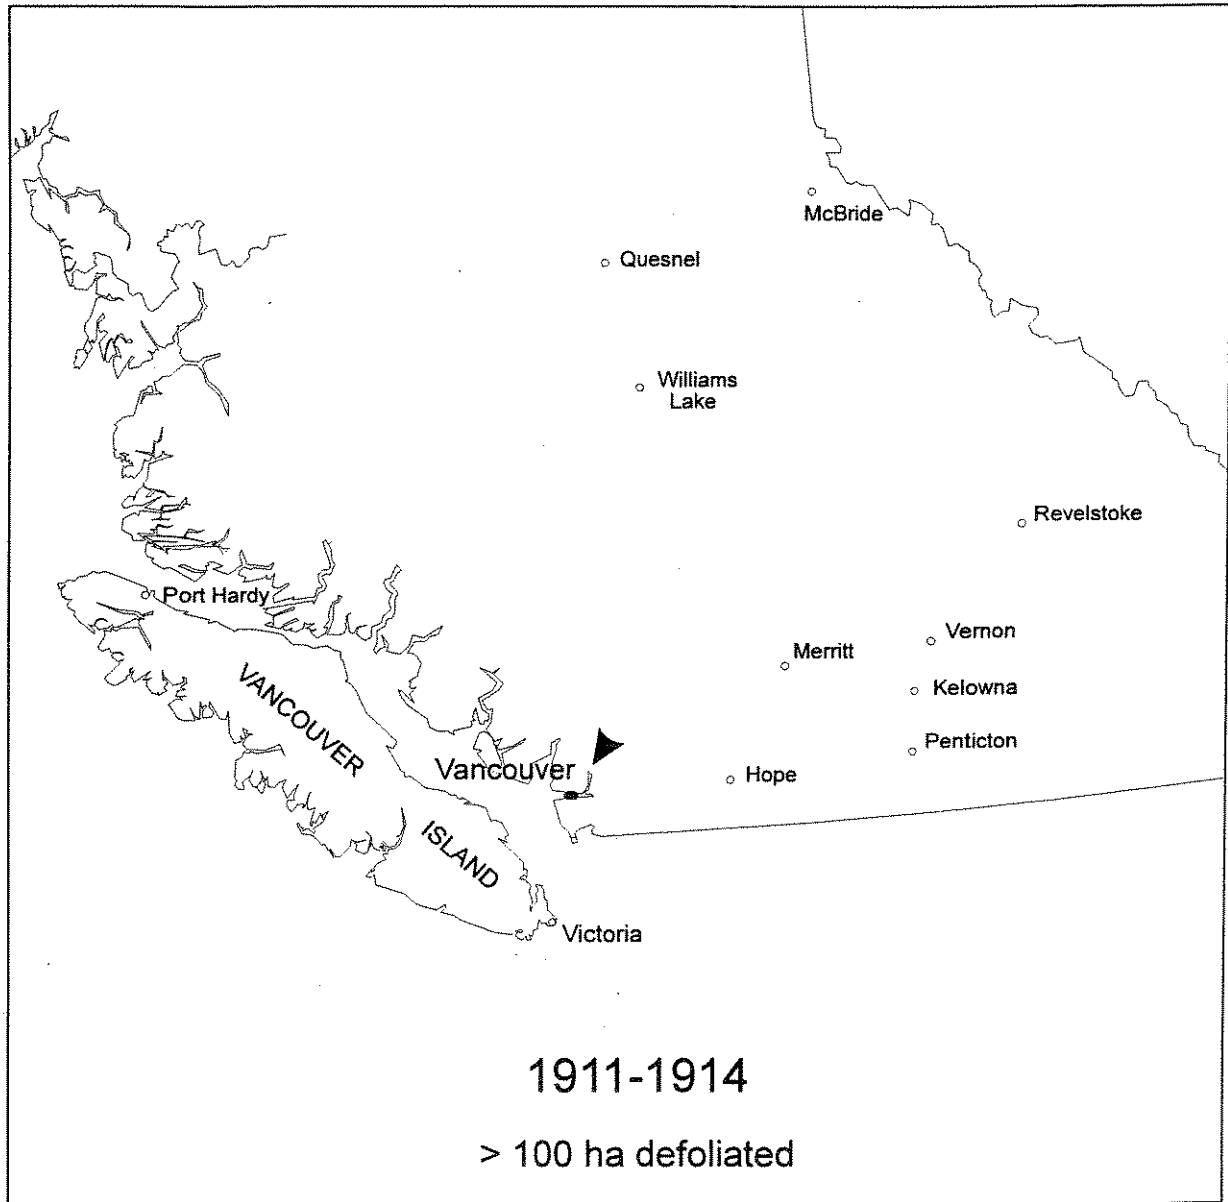 McBride
Quesnel
Williams
Lake
Revelstoke
Port Hardy
Vernon
Merritt
Kelowna
VANCOUVER
Penticton
Vancouver
Hope
ISLAND
Victoria
1911-1914
> 100 ha defoliated